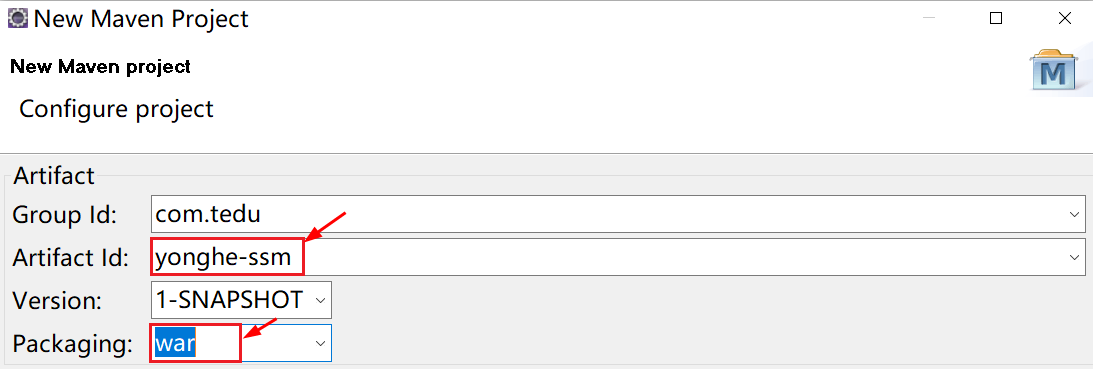 New Maven Project
New Maven project
Configure project
M
Artifact
Group Id: com.tedu
Artifact Id: yonghe-ssm
Version: 1-SNAPSHOT
Packaging: war